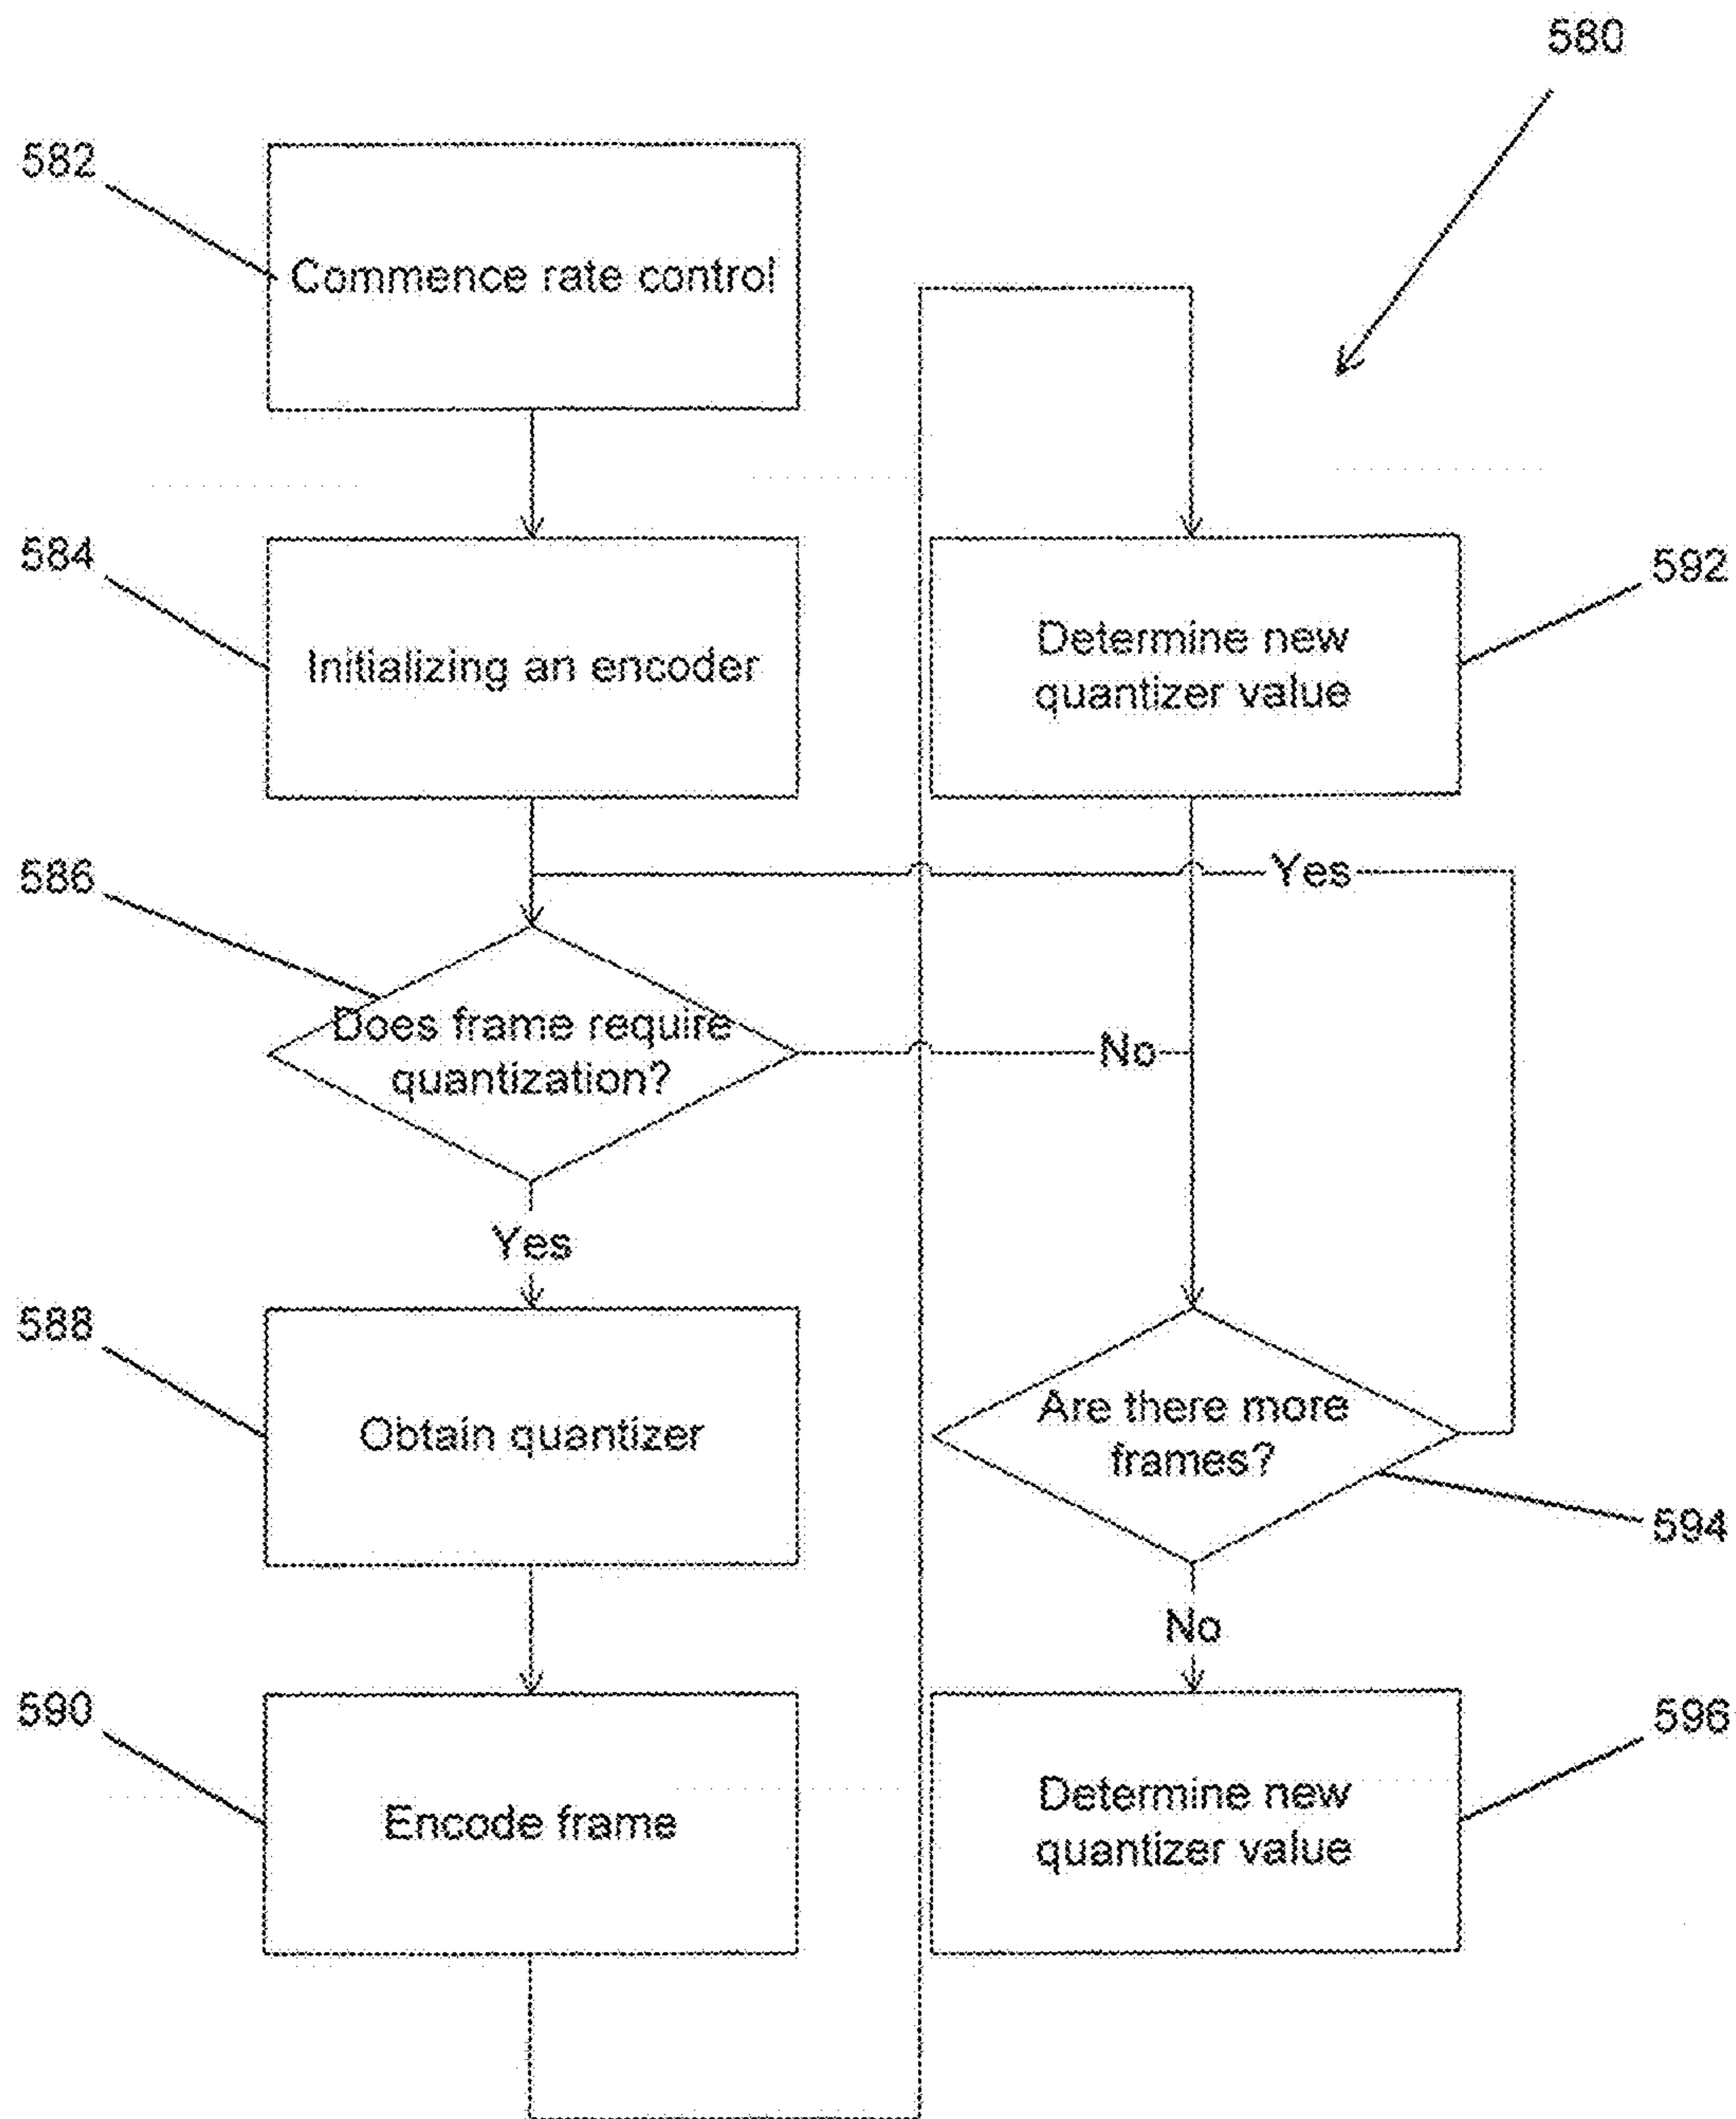 580
582
Commence rate control
584
Initializing an encoder
592
Determine new
quantizer value
586
Yes
Does frame require
quantization?
No
Yes
588
Obtain quantizer
Are there more
frames?
594
No
590
Encode frame
596
Determine new
quantizer value